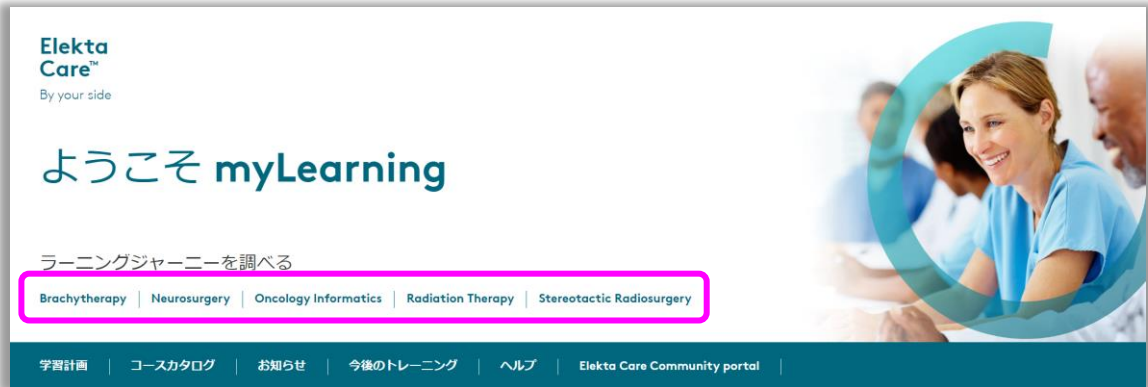 Elekta
Care™
By your side
ようこそ myLearning
ラーニングジャーニーを調べる
Brachytherapy | Neurosurgery | Oncology Informatics | Radiation Therapy | Stereotactic Radiosurgery
学習計画 | コースカタログ | お知らせ | 今後のトレーニング | ヘルプ | Elekta Care Community portal |